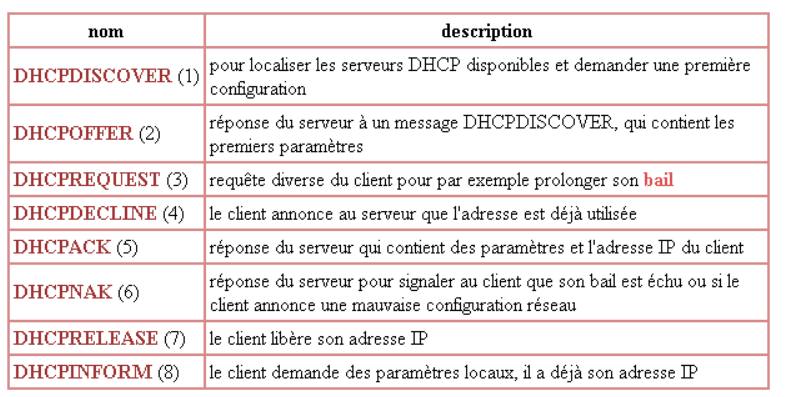 nom description
DHCPDISCOVER (1) pour localiser les serveurs DHCP disponibles et demander une première
configuration
DHCPOFFER (2) réponse du serveur à un message DHCPDISCOVER, qui contient les
premiers paramètres
DHCPREQUEST (3) requête diverse du client pour par exemple prolonger son bail
DHCPDECLINE (4) le client annonce au serveur que l'adresse est déjà utilisée
DHCPACK (5) réponse du serveur qui contient des paramètres et l'adresse IP du client
DHCPNAK (6) réponse du serveur pour signaler au client que son bail est échu ou si le
client annonce une mauvaise configuration réseau
DHCPRELEASE (7) le client libère son adresse IP
DHCPINFORM (8) le client demande des paramètres locaux, il a déjà son adresse IP